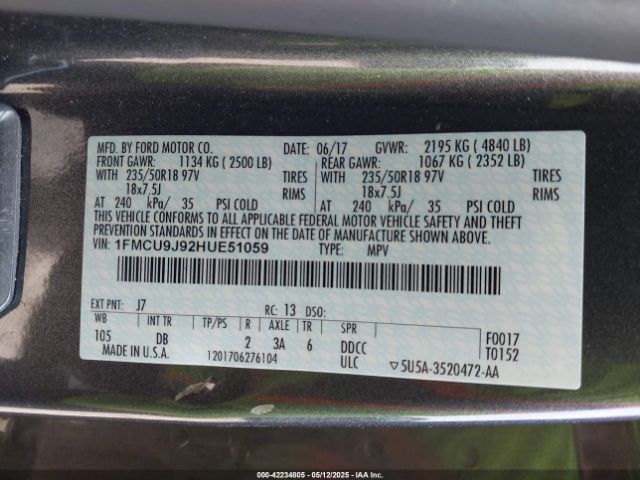 MFD. BY FORD MOTOR CO. DATE: 06/17 GVWR: 2195 KG ( 4840 LB)
FRONT GAWR: 1134 KG ( 2500 LB) REAR GAWR: 1067 KG ( 2352 LB)
WITH 235/50R18 97V TIRES WITH 235/50R18 97V TIRES
18x7.5J RIMS 18x7.5J RIMS
AT 240 kPa/ 35 PSI COLD AT 240 kPa/ 35 PSI COLD
THIS VEHICLE CONFORMS TO ALL APPLICABLE FEDERAL MOTOR VEHICLE SAFETY AND THEFT PREVENTION STANDARDS IN EFFECT ON THE DATE OF MANUFACTURE SHOWN ABOVE.
VIN: 1FMCU9J92HUE51059 TYPE: MPV
EXT PNT: J7 RC: 13 DSO:
WB INT TR TP/PS R AXLE TR SPR F0017
105 DB 2 3A 6 DDCC T0152
MADE IN U.S.A. 1201706276104 ULC ▽5U5A-3520472-AA
000-42234805 - 05/12/2025 - IAA Inc.